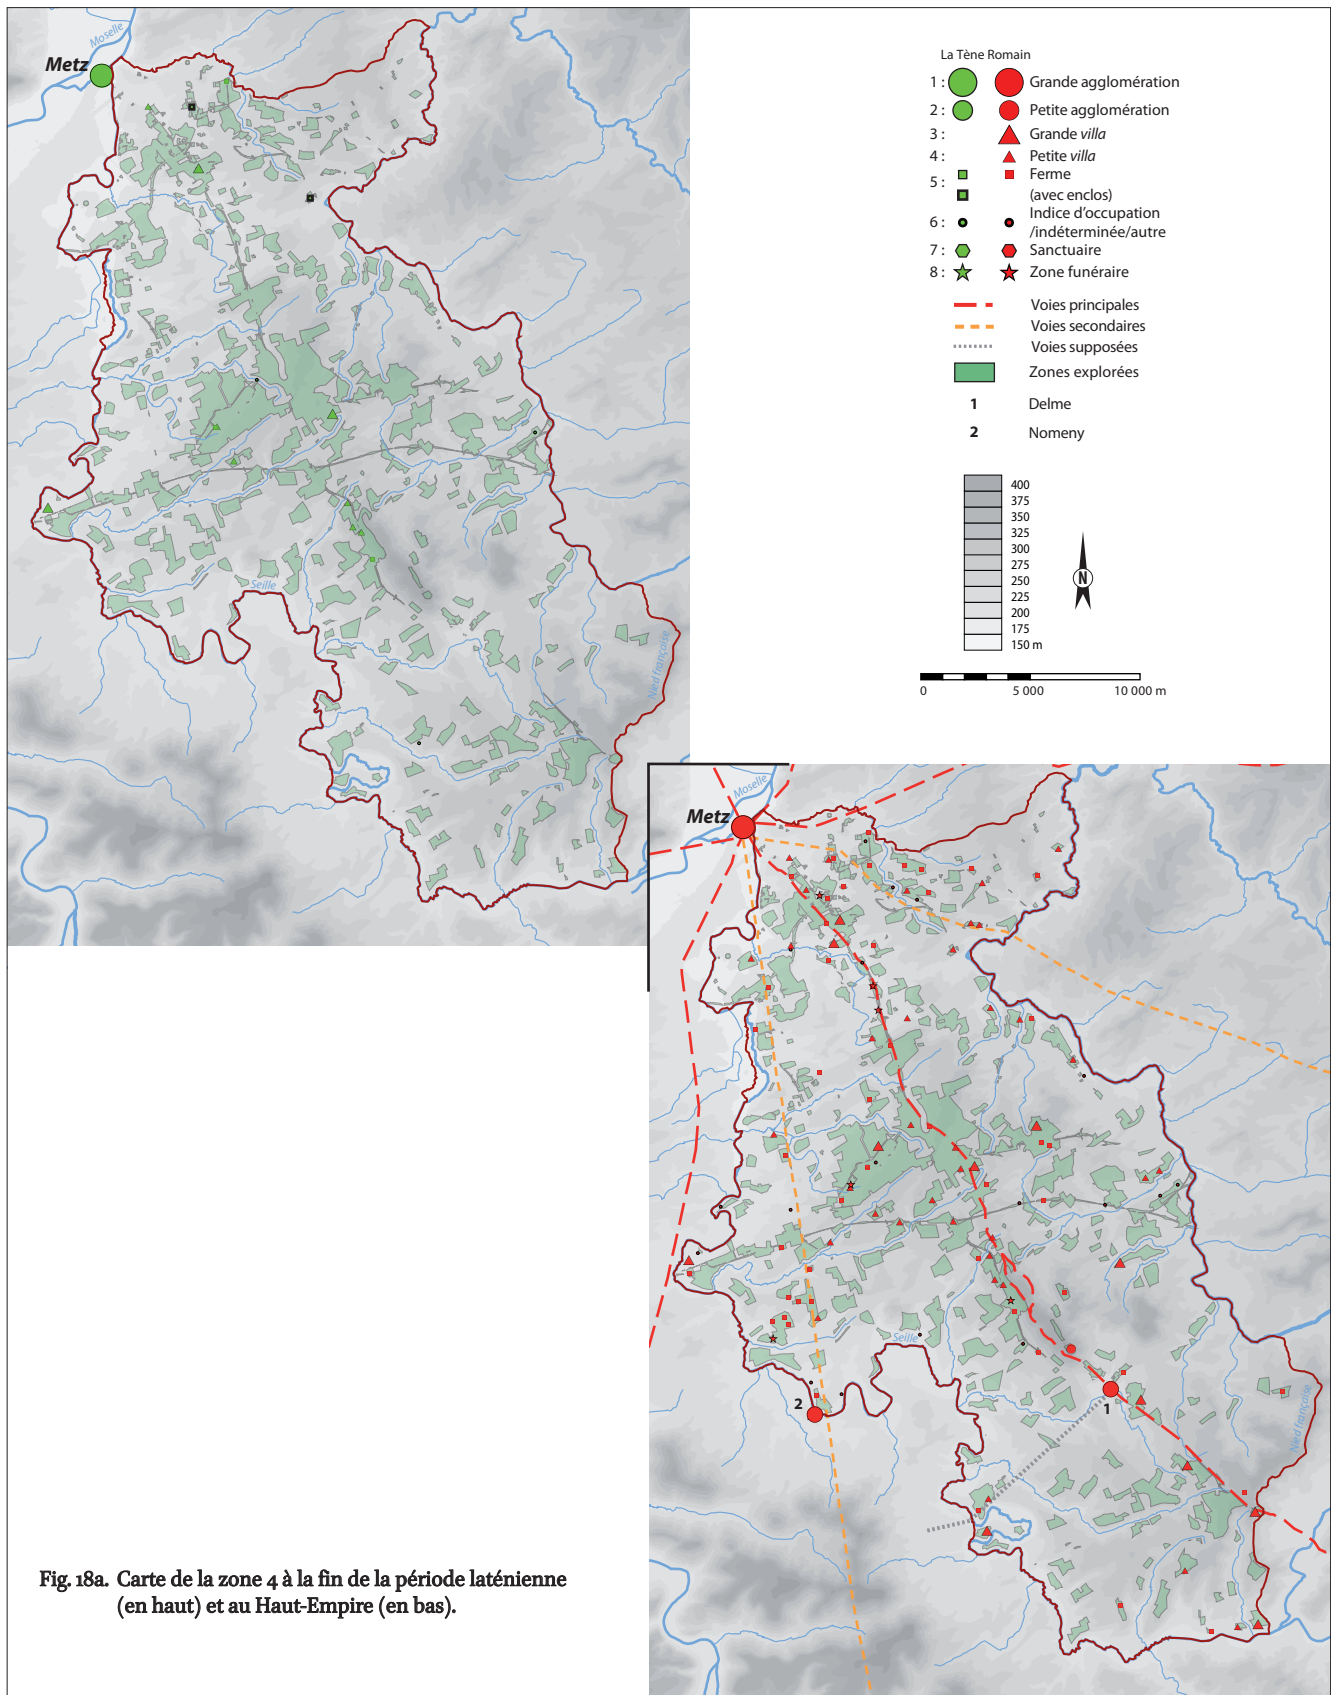 Moselle
Metz
Seille
Nied française
La Tène Romain
1 : Grande agglomération
2 : Petite agglomération
3 : Grande villa
4 : Petite villa
5 : Ferme
(avec enclos)
6 : Indice d'occupation
/indéterminée/autre
7 : Sanctuaire
8 : Zone funéraire
Voies principales
Voies secondaires
Voies supposées
Zones explorées
1 Delme
2 Nomeny
400
375
350
325
300
275
250
225
200
175
150 m
N
0 5 000 10 000 m
Moselle
Metz
Seille
2
1
Nied française
Fig. 18a. Carte de la zone 4 à la fin de la période laténienne
(en haut) et au Haut-Empire (en bas).